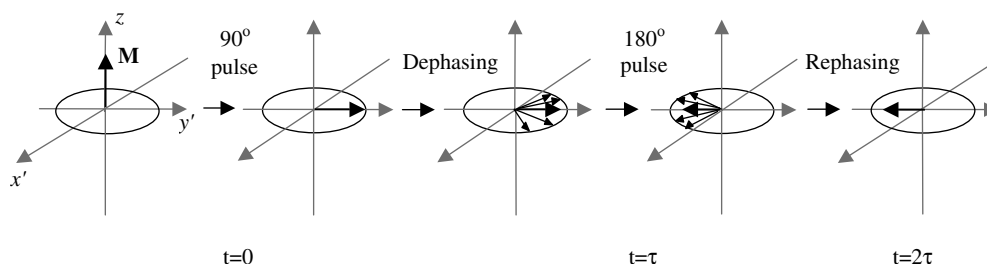 z
M
y'
x'
90° pulse
Dephasing
180° pulse
Rephasing
t=0
t=τ
t=2τ